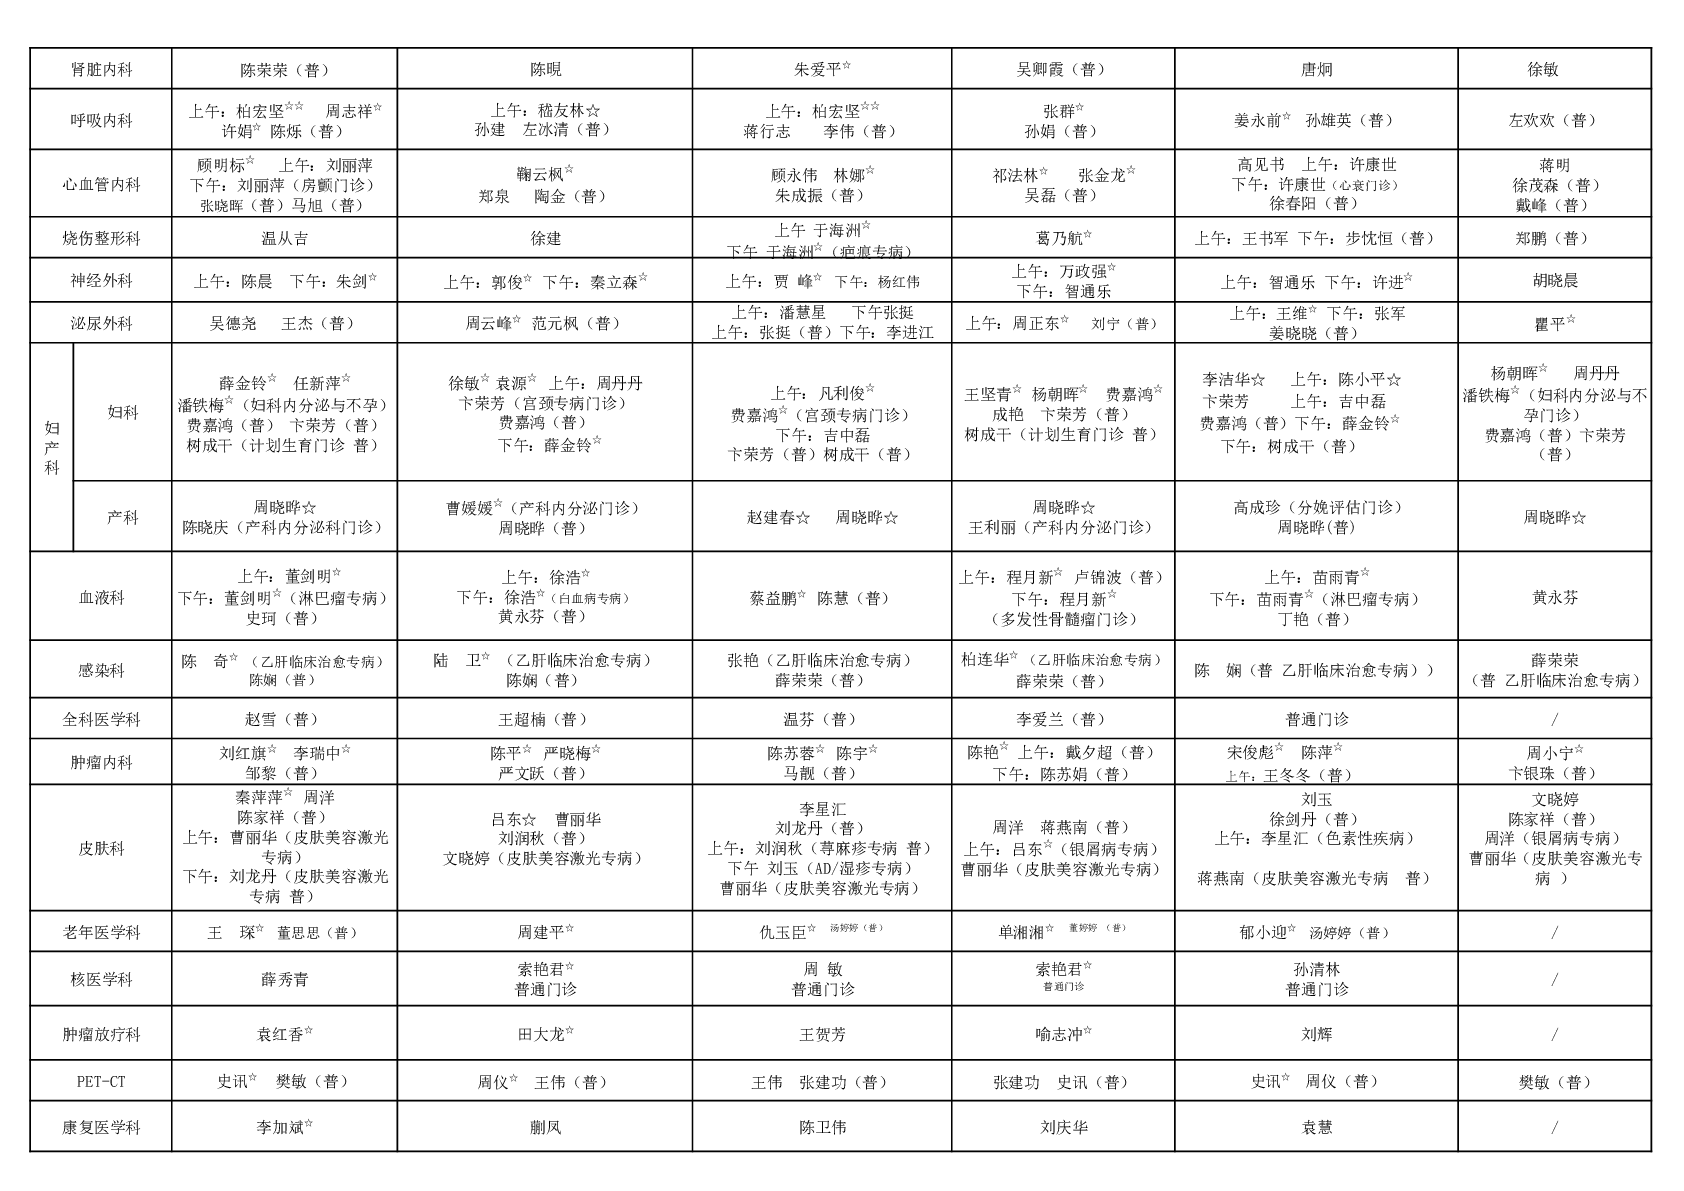 肾脏内科 陈荣荣（普） 陈晛 朱爱平☆ 吴卿霞（普） 唐炯 徐敏
呼吸内科
上午：柏宏坚☆☆ 周志祥☆
许娟☆ 陈烁（普）
上午：嵇友林☆
孙建 左冰清（普）
上午：柏宏坚☆☆
蒋行志 李伟（普）
张群☆
孙娟（普）
姜永前☆ 孙雄英（普）
左欢欢（普）
心血管内科
顾明标☆ 上午：刘丽萍
下午：刘丽萍（房颤门诊）
张晓晖（普）马旭（普）
鞠云枫☆
郑泉 陶金（普）
顾永伟 林娜☆
朱成振（普）
祁法林☆ 张金龙☆
吴磊（普）
高见书 上午：许康世
下午：许康世（心衰门诊）
徐春阳（普）
蒋明
徐茂森（普）
戴峰（普）
烧伤整形科
温从吉
徐建
上午 于海洲☆
下午 于海洲☆（疤痕专病）
葛乃航☆
上午：王书军 下午：步忱恒（普）
郑鹏（普）
神经外科
上午：陈晨 下午：朱剑☆
上午：郭俊☆ 下午：秦立森☆
上午：贾 峰☆ 下午：杨红伟
上午：万政强☆
下午：智通乐
上午：智通乐 下午：许进☆
胡晓晨
泌尿外科
吴德尧 王杰（普）
周云峰☆ 范元枫（普）
上午：潘慧星 下午张挺
上午：张挺（普）下午：李进江
上午：周正东☆ 刘宁（普）
上午：王维☆ 下午：张军
姜晓晓（普）
瞿平☆
妇
产
科
妇科
薛金铃☆ 任新萍☆
潘铁梅☆（妇科内分泌与不孕）
费嘉鸿（普） 卞荣芳（普）
树成干（计划生育门诊 普）
徐敏☆ 袁源☆ 上午：周丹丹
卞荣芳（宫颈专病门诊）
费嘉鸿（普）
下午：薛金铃☆
上午：凡利俊☆
费嘉鸿☆（宫颈专病门诊）
下午：吉中磊
卞荣芳（普）树成干（普）
王坚青☆ 杨朝晖☆ 费嘉鸿☆
成艳 卞荣芳（普）
树成干（计划生育门诊 普）
李洁华☆ 上午：陈小平☆
卞荣芳 上午：吉中磊
费嘉鸿（普）下午：薛金铃☆
下午：树成干（普）
杨朝晖☆ 周丹丹
潘铁梅☆（妇科内分泌与不
孕门诊）
费嘉鸿（普）卞荣芳
（普）
产科
周晓晔☆
陈晓庆（产科内分泌科门诊）
曹媛媛☆（产科内分泌门诊）
周晓晔（普）
赵建春☆ 周晓晔☆
周晓晔☆
王利丽（产科内分泌门诊）
高成珍（分娩评估门诊）
周晓晔(普)
周晓晔☆
血液科
上午：董剑明☆
下午：董剑明☆（淋巴瘤专病）
史珂（普）
上午：徐浩☆
下午：徐浩☆（白血病专病）
黄永芬（普）
蔡益鹏☆ 陈慧（普）
上午：程月新☆ 卢锦波（普）
下午：程月新☆
（多发性骨髓瘤门诊）
上午：苗雨青☆
下午：苗雨青☆（淋巴瘤专病）
丁艳（普）
黄永芬
感染科
陈 奇☆（乙肝临床治愈专病）
陈娴（普）
陆 卫☆ （乙肝临床治愈专病）
陈娴（普）
张艳（乙肝临床治愈专病）
薛荣荣（普）
柏连华☆（乙肝临床治愈专病）
薛荣荣（普）
陈 娴（普 乙肝临床治愈专病））
薛荣荣
（普 乙肝临床治愈专病）
全科医学科 赵雪（普） 王超楠（普） 温芬（普） 李爱兰（普） 普通门诊 /
肿瘤内科
刘红旗☆ 李瑞中☆
邹黎（普）
陈平☆ 严晓梅☆
严文跃（普）
陈苏蓉☆ 陈宇☆
马靓（普）
陈艳☆ 上午：戴夕超（普）
下午：陈苏娟（普）
宋俊彪☆ 陈萍☆
上午：王冬冬（普）
周小宁☆
卞银珠（普）
皮肤科
秦萍萍☆ 周洋
陈家祥（普）
上午：曹丽华（皮肤美容激光
专病）
下午：刘龙丹（皮肤美容激光
专病 普）
吕东☆ 曹丽华
刘润秋（普）
文晓婷（皮肤美容激光专病）
李星汇
刘龙丹（普）
上午：刘润秋（荨麻疹专病 普）
下午 刘玉（AD/湿疹专病）
曹丽华（皮肤美容激光专病）
周洋 蒋燕南（普）
上午：吕东☆（银屑病专病）
曹丽华（皮肤美容激光专病）
刘玉
徐剑丹（普）
上午：李星汇（色素性疾病）
蒋燕南（皮肤美容激光专病 普）
文晓婷
陈家祥（普）
周洋（银屑病专病）
曹丽华（皮肤美容激光专
病 ）
老年医学科 王 琛☆ 董思思（普） 周建平☆ 仇玉臣☆ 汤婷婷（普） 单湘湘☆ 董婷婷 （普） 郁小迎☆ 汤婷婷（普） /
核医学科
薛秀青
索艳君☆
普通门诊
周 敏
普通门诊
索艳君☆
普通门诊
孙清林
普通门诊
/
肿瘤放疗科 袁红香☆ 田大龙☆ 王贺芳 喻志冲☆ 刘辉 /
PET-CT 史讯☆ 樊敏（普） 周仪☆ 王伟（普） 王伟 张建功（普） 张建功 史讯（普） 史讯☆ 周仪（普） 樊敏（普）
康复医学科 李加斌☆ 蒯凤 陈卫伟 刘庆华 袁慧 /